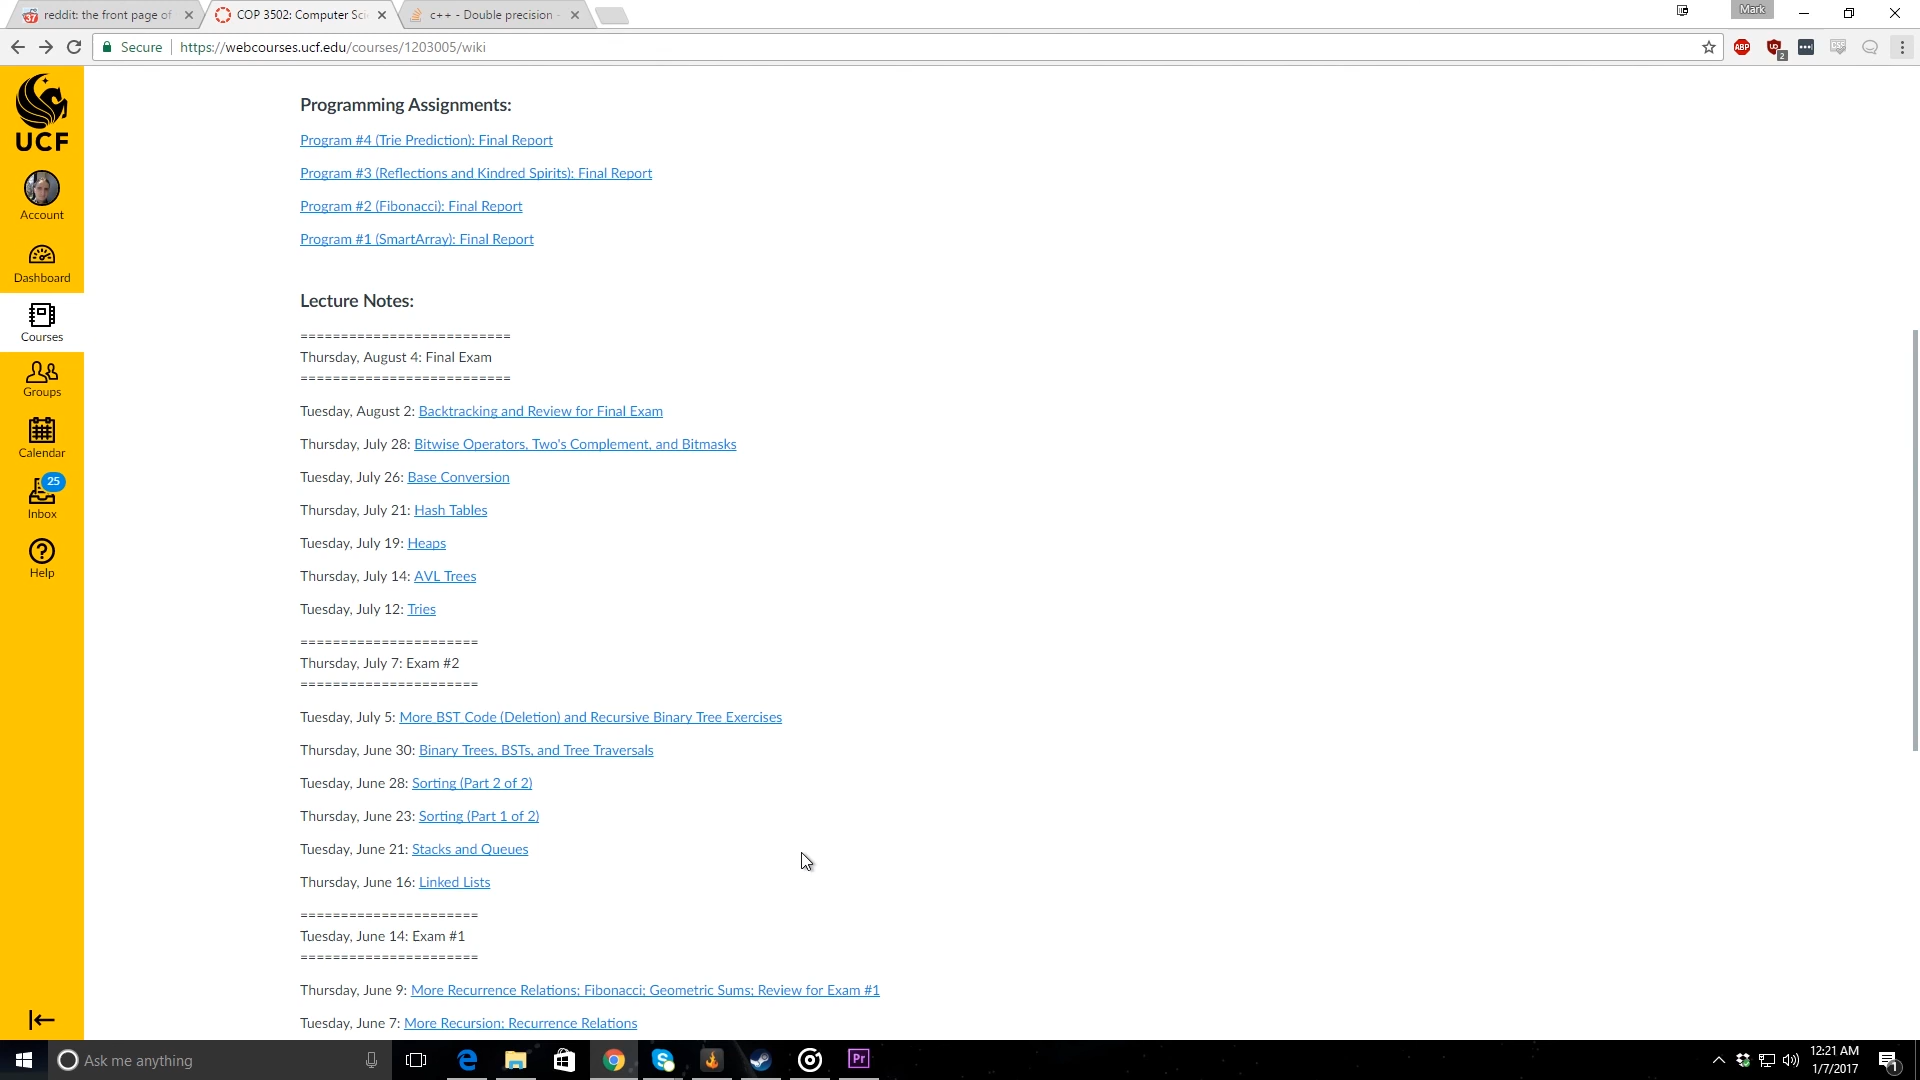 reddit: the front page of
COP 3502: Computer Sci
c++ - Double precision -
Mark
Secure
https://webcourses.ucf.edu/courses/1203005/wiki
ABP
2
UCF
Account
Dashboard
Courses
Groups
Calendar
25
Inbox
Help
Programming Assignments:
Program #4 (Trie Prediction): Final Report
Program #3 (Reflections and Kindred Spirits): Final Report
Program #2 (Fibonacci): Final Report
Program #1 (SmartArray): Final Report
Lecture Notes:
==========================
Thursday, August 4: Final Exam
==========================
Tuesday, August 2: Backtracking and Review for Final Exam
Thursday, July 28: Bitwise Operators, Two's Complement, and Bitmasks
Tuesday, July 26: Base Conversion
Thursday, July 21: Hash Tables
Tuesday, July 19: Heaps
Thursday, July 14: AVL Trees
Tuesday, July 12: Tries
======================
Thursday, July 7: Exam #2
======================
Tuesday, July 5: More BST Code (Deletion) and Recursive Binary Tree Exercises
Thursday, June 30: Binary Trees, BSTs, and Tree Traversals
Tuesday, June 28: Sorting (Part 2 of 2)
Thursday, June 23: Sorting (Part 1 of 2)
Tuesday, June 21: Stacks and Queues
Thursday, June 16: Linked Lists
======================
Tuesday, June 14: Exam #1
======================
Thursday, June 9: More Recurrence Relations; Fibonacci; Geometric Sums; Review for Exam #1
Tuesday, June 7: More Recursion; Recurrence Relations
Ask me anything
Pr
12:21 AM
1/7/2017
1